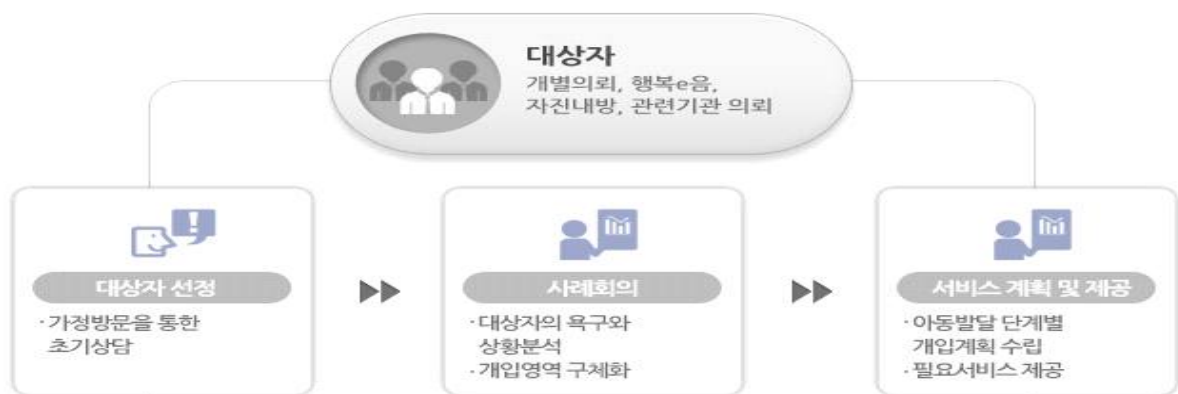 대상자
개별의뢰, 행복e음,
자진내방, 관련기관 의뢰
대상자 선정
· 가정방문을 통한
초기상담
사례회의
· 대상자의 욕구와
상황분석
· 개입영역 구체화
서비스 계획 및 제공
· 아동발달 단계별
개입계획 수립
· 필요서비스 제공